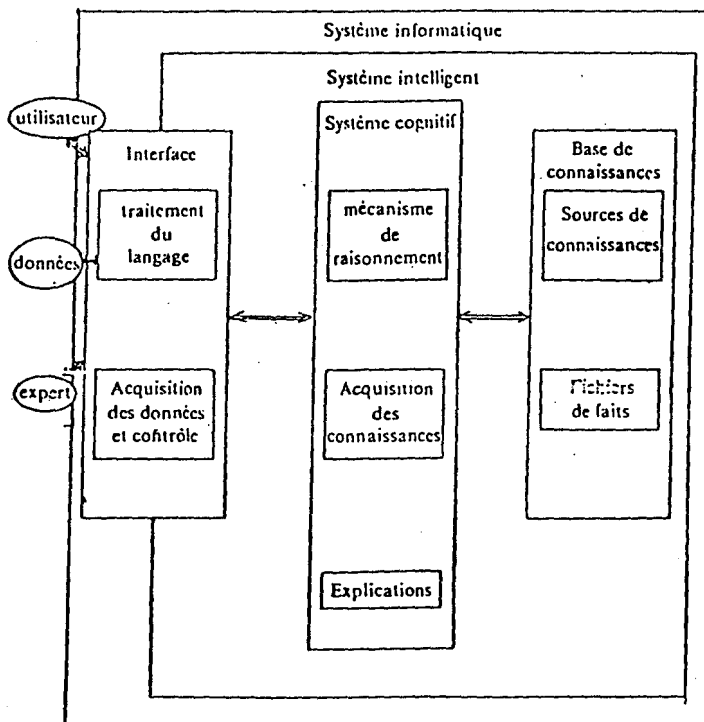 Système informatique
Système intelligent
utilisateur
Système cognitif
Interface
Base de
connaissances
traitement
du
langage
mécanisme
de
raisonnement
Sources de
connaissances
données
expert
Acquisition
des données
et contrôle
Acquisition
des
connaissances
Fichiers
de faits
Explications